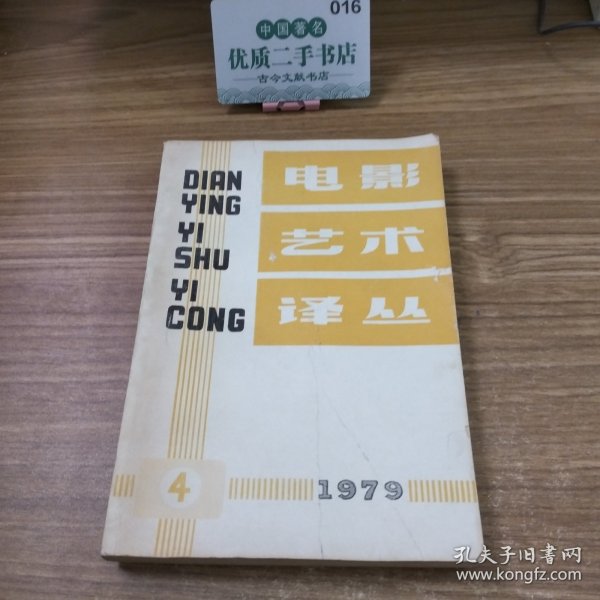 016
中国著名
优质二手书店
古今文献书店
DIAN
YING
YI
SHU
YI
CONG
电影
艺术
译丛
4
1979
孔夫子旧书网
www.kongfz.com